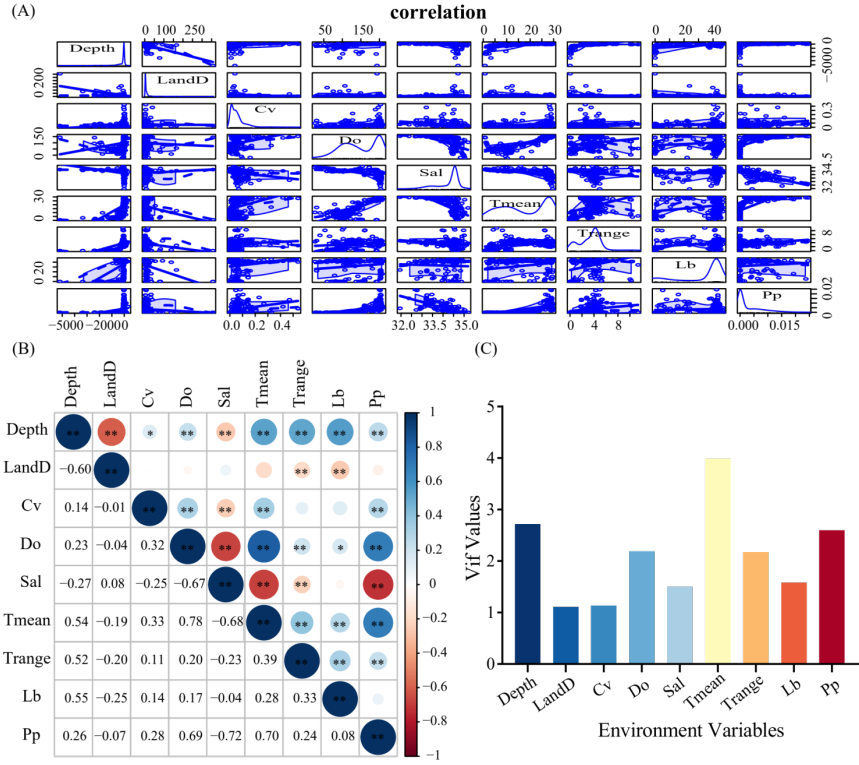 (A)
correlation
0 100 300
50 150
0 10 20 30
0 20 40
Depth
−5000 0
0 200
LandD
Cv
0.3
0 150
Do
Sal
32 34.5
0 30
Tmean
Trange
0 8
0 20
Lb
Pp
0.02
−5000 −20000
0.0 0.2 0.4
32.0 33.5 35.0
0 4 8
0.000 0.015
(B)
Depth LandD Cv Do Sal Tmean Trange Lb Pp
Depth ** ** * ** ** ** ** ** **
LandD −0.60 ** ** **
Cv 0.14 −0.01 ** ** ** ** **
Do 0.23 −0.04 0.32 ** ** ** ** * **
Sal −0.27 0.08 −0.25 −0.67 ** ** ** **
Tmean 0.54 −0.19 0.33 0.78 −0.68 ** ** ** **
Trange 0.52 −0.20 0.11 0.20 −0.23 0.39 ** ** **
Lb 0.55 −0.25 0.14 0.17 −0.04 0.28 0.33 **
Pp 0.26 −0.07 0.28 0.69 −0.72 0.70 0.24 0.08 **
1
0.8
0.6
0.4
0.2
0
−0.2
−0.4
−0.6
−0.8
−1
(C)
Vif Values
5
4
3
2
1
0
Depth LandD Cv Do Sal Tmean Trange Lb Pp
Environment Variables